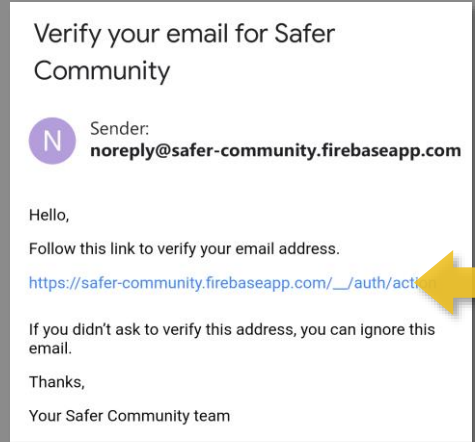 Verify your email for Safer
Community
N
Sender:
noreply@safer-community.firebaseapp.com
Hello,
Follow this link to verify your email address.
https://safer-community.firebaseapp.com/__/auth/action
If you didn't ask to verify this address, you can ignore this
email.
Thanks,
Your Safer Community team